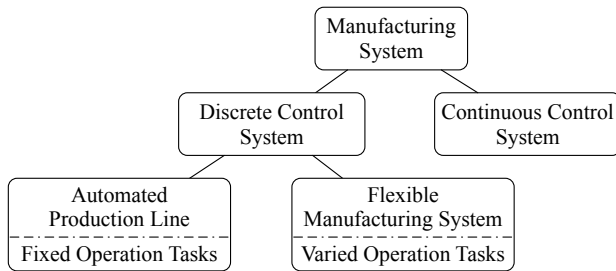 Manufacturing
System
Discrete Control
System
Continuous Control
System
Automated
Production Line
Fixed Operation Tasks
Flexible
Manufacturing System
Varied Operation Tasks